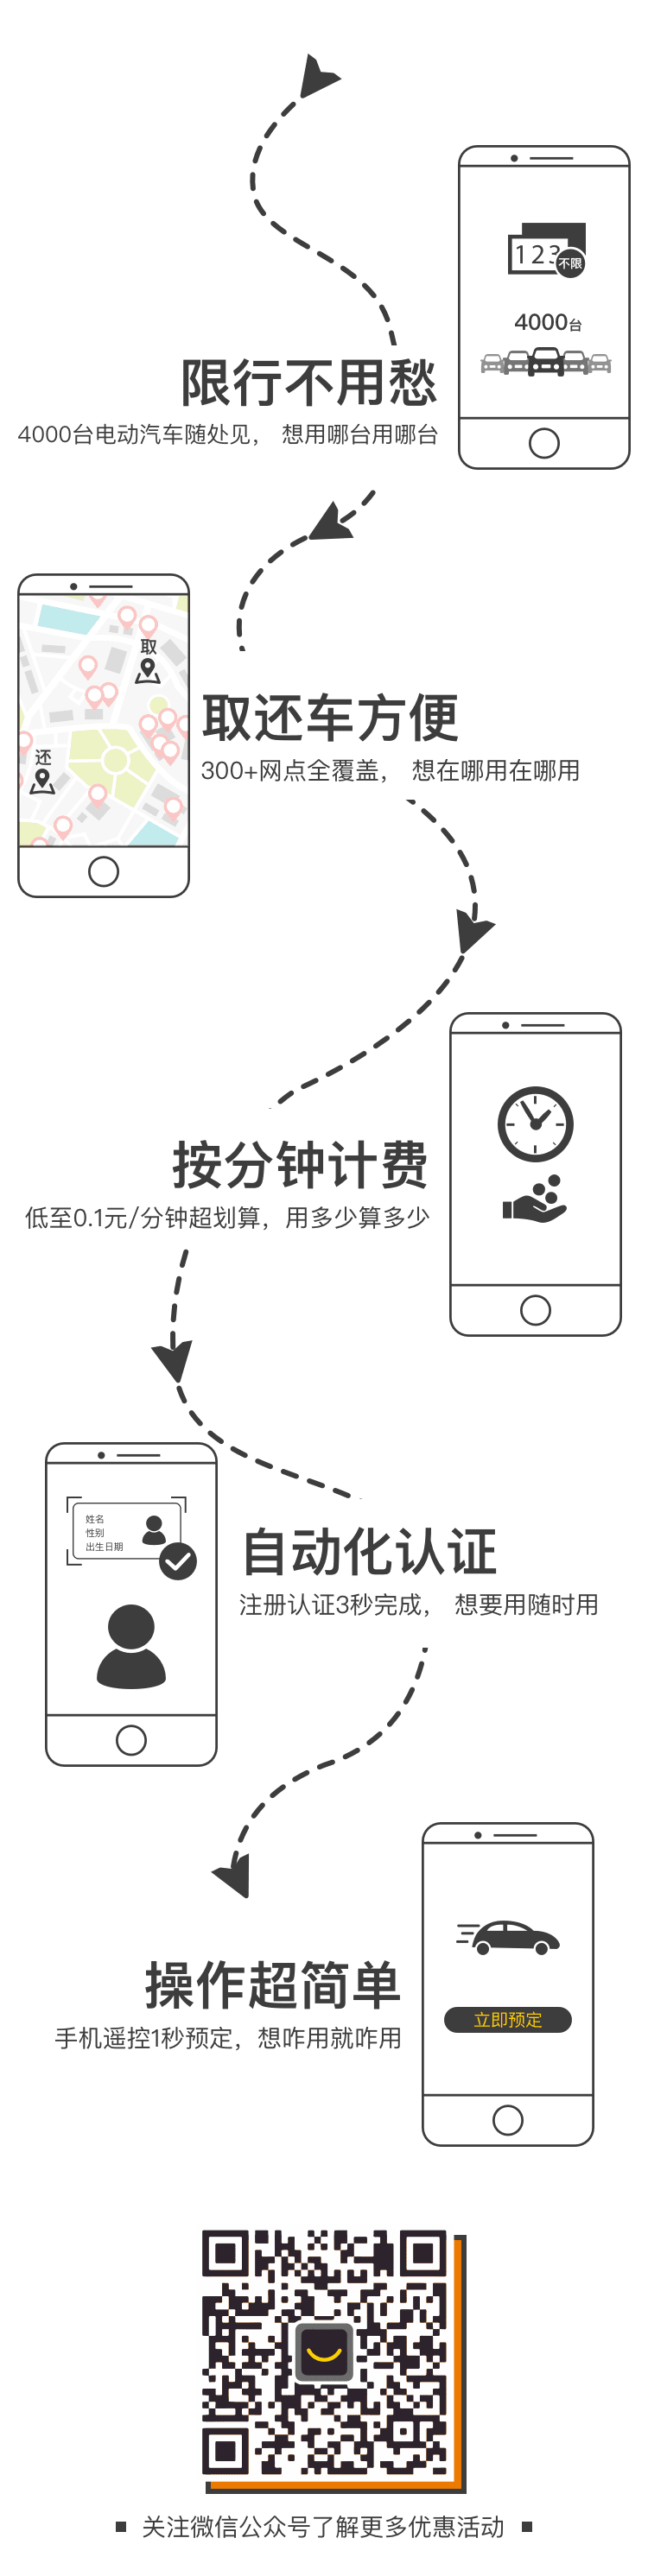 123
不限
4000台
限行不用愁
4000台电动汽车随处见， 想用哪台用哪台
取
还
取还车方便
300+网点全覆盖， 想在哪用在哪用
按分钟计费
低至0.1元/分钟超划算，用多少算多少
姓名
性别
出生日期
自动化认证
注册认证3秒完成， 想要用随时用
操作超简单
手机遥控1秒预定，想咋用就咋用
立即预定
关注微信公众号了解更多优惠活动